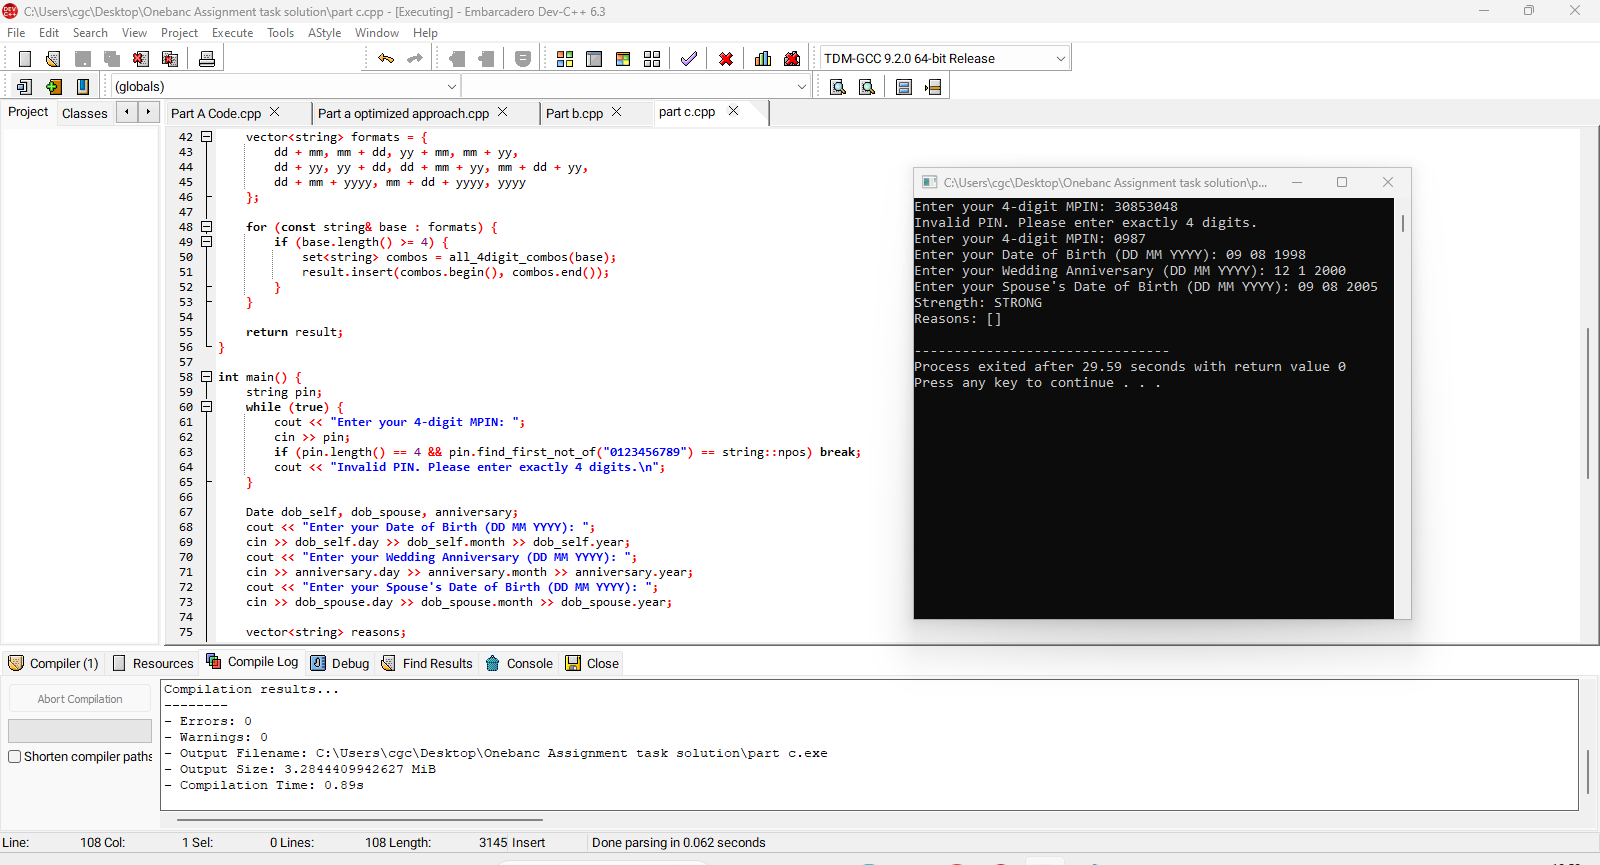 C:\Users\cgc\Desktop\Onebanc Assignment task solution\part c.cpp - [Executing] - Embarcadero Dev-C++ 6.3
File Edit Search View Project Execute Tools AStyle Window Help
TDM-GCC 9.2.0 64-bit Release
(globals)
Project Classes
Part A Code.cpp Part a optimized approach.cpp Part b.cpp part c.cpp
42 vector<string> formats = {
43 dd + mm, mm + dd, yy + mm, mm + yy,
44 dd + yy, yy + dd, dd + mm + yy, mm + dd + yy,
45 dd + mm + yyyy, mm + dd + yyyy, yyyy
46 };
47
48 for (const string& base : formats) {
49 if (base.length() >= 4) {
50 set<string> combos = all_4digit_combos(base);
51 result.insert(combos.begin(), combos.end());
52 }
53 }
54
55 return result;
56 }
57
58 int main() {
59 string pin;
60 while (true) {
61 cout << "Enter your 4-digit MPIN: ";
62 cin >> pin;
63 if (pin.length() == 4 && pin.find_first_not_of("0123456789") == string::npos) break;
64 cout << "Invalid PIN. Please enter exactly 4 digits.\n";
65 }
66
67 Date dob_self, dob_spouse, anniversary;
68 cout << "Enter your Date of Birth (DD MM YYYY): ";
69 cin >> dob_self.day >> dob_self.month >> dob_self.year;
70 cout << "Enter your Wedding Anniversary (DD MM YYYY): ";
71 cin >> anniversary.day >> anniversary.month >> anniversary.year;
72 cout << "Enter your Spouse's Date of Birth (DD MM YYYY): ";
73 cin >> dob_spouse.day >> dob_spouse.month >> dob_spouse.year;
74
75 vector<string> reasons;
C:\Users\cgc\Desktop\Onebanc Assignment task solution\p...
Enter your 4-digit MPIN: 30853048
Invalid PIN. Please enter exactly 4 digits.
Enter your 4-digit MPIN: 0987
Enter your Date of Birth (DD MM YYYY): 09 08 1998
Enter your Wedding Anniversary (DD MM YYYY): 12 1 2000
Enter your Spouse's Date of Birth (DD MM YYYY): 09 08 2005
Strength: STRONG
Reasons: []
--------------------------------
Process exited after 29.59 seconds with return value 0
Press any key to continue . . .
Compiler (1) Resources Compile Log Debug Find Results Console Close
Abort Compilation
Shorten compiler paths
Compilation results...
--------
- Errors: 0
- Warnings: 0
- Output Filename: C:\Users\cgc\Desktop\Onebanc Assignment task solution\part c.exe
- Output Size: 3.2844409942627 MiB
- Compilation Time: 0.89s
Line: 108 Col: 1 Sel: 0 Lines: 108 Length: 3145 Insert Done parsing in 0.062 seconds